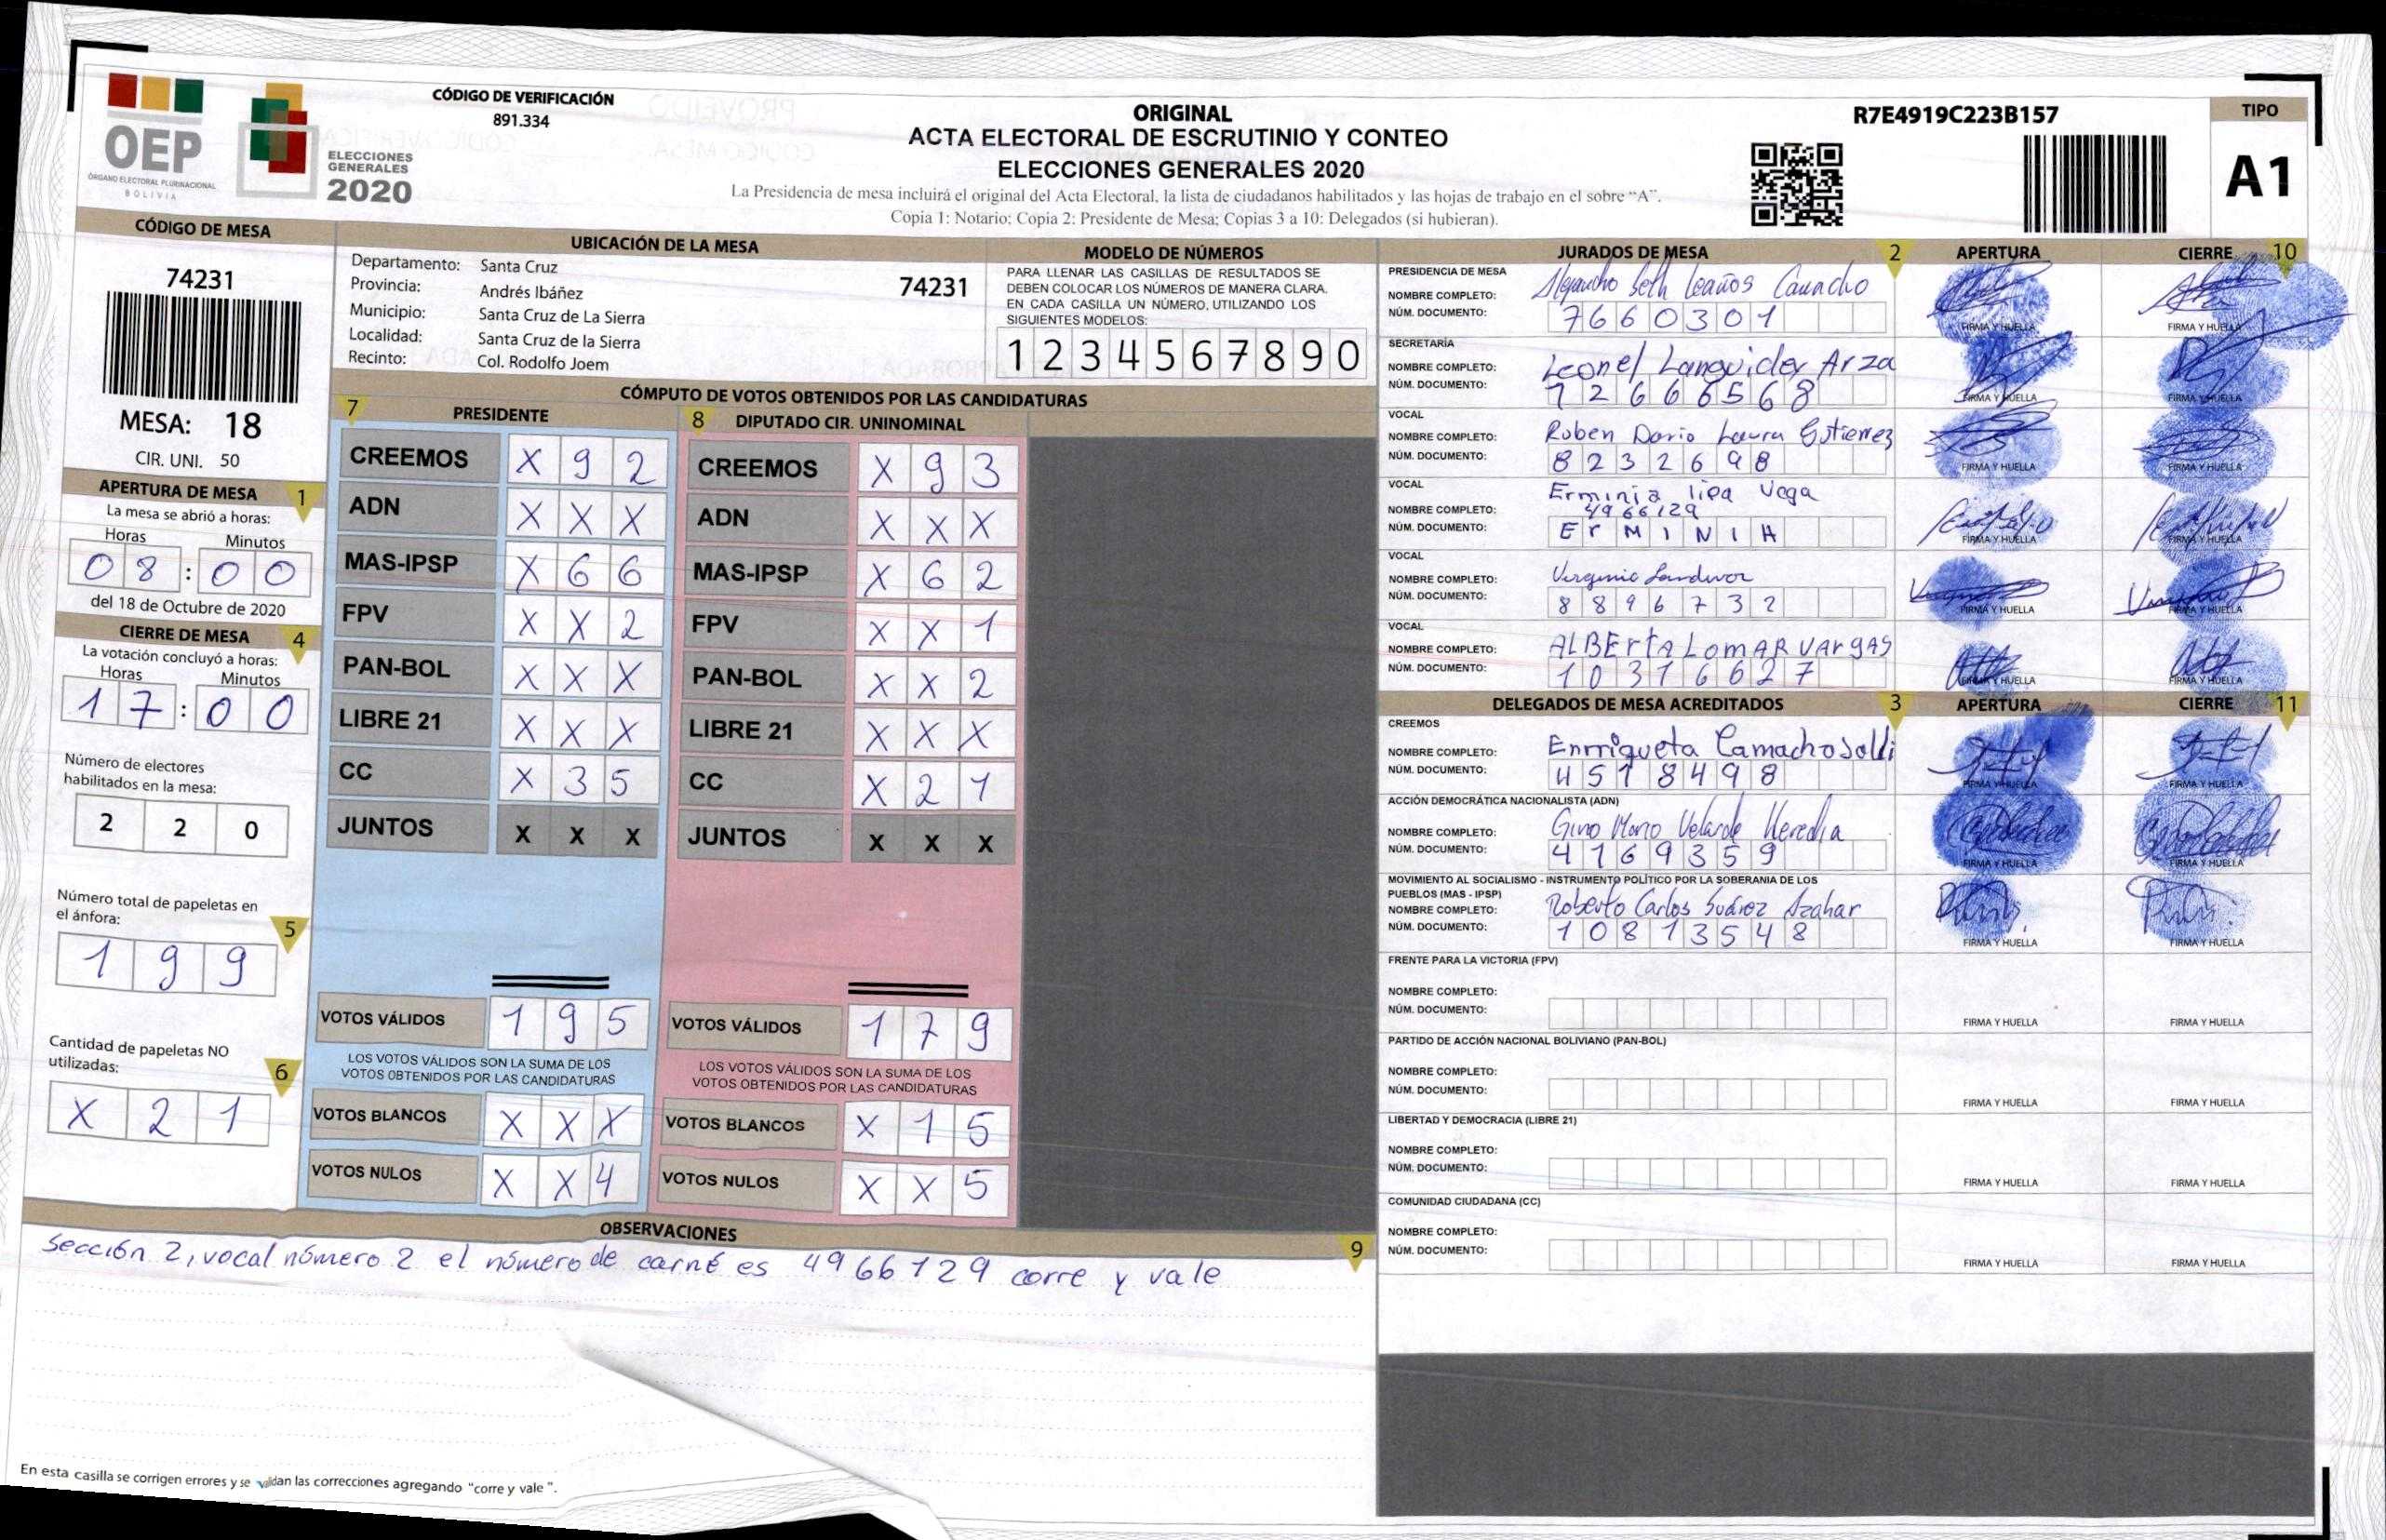 OEP
ÓRGANO ELECTORAL PLURINACIONAL
BOLIVIA
ELECCIONES
GENERALES
2020
CÓDIGO DE VERIFICACIÓN
891.334
ORIGINAL
ACTA ELECTORAL DE ESCRUTINIO Y CONTEO
ELECCIONES GENERALES 2020
La Presidencia de mesa incluirá el original del Acta Electoral, la lista de ciudadanos habilitados y las hojas de trabajo en el sobre “A”.
Copia 1: Notario; Copia 2: Presidente de Mesa; Copias 3 a 10: Delegados (si hubieran).
R7E4919C223B157
TIPO
A1
CÓDIGO DE MESA
74231
MESA: 18
CIR. UNI. 50
APERTURA DE MESA 1
La mesa se abrió a horas:
Horas Minutos
0 8 : 0 0
del 18 de Octubre de 2020
CIERRE DE MESA 4
La votación concluyó a horas:
Horas Minutos
1 7 : 0 0
Número de electores
habilitados en la mesa:
2 2 0
Número total de papeletas en
el ánfora: 5
1 9 9
Cantidad de papeletas NO
utilizadas: 6
X 2 1
UBICACIÓN DE LA MESA
Departamento: Santa Cruz 74231
Provincia: Andrés Ibáñez
Municipio: Santa Cruz de La Sierra
Localidad: Santa Cruz de la Sierra
Recinto: Col. Rodolfo Joem
MODELO DE NÚMEROS
PARA LLENAR LAS CASILLAS DE RESULTADOS SE
DEBEN COLOCAR LOS NÚMEROS DE MANERA CLARA.
EN CADA CASILLA UN NÚMERO, UTILIZANDO LOS
SIGUIENTES MODELOS:
1 2 3 4 5 6 7 8 9 0
CÓMPUTO DE VOTOS OBTENIDOS POR LAS CANDIDATURAS
7 PRESIDENTE 8 DIPUTADO CIR. UNINOMINAL
CREEMOS X 9 2 CREEMOS X 9 3
ADN X X X ADN X X X
MAS-IPSP X 6 6 MAS-IPSP X 6 2
FPV X X 2 FPV X X 1
PAN-BOL X X X PAN-BOL X X 2
LIBRE 21 X X X LIBRE 21 X X X
CC X 3 5 CC X 2 1
JUNTOS X X X JUNTOS X X X
VOTOS VÁLIDOS 1 9 5 VOTOS VÁLIDOS 1 7 9
LOS VOTOS VÁLIDOS SON LA SUMA DE LOS
VOTOS OBTENIDOS POR LAS CANDIDATURAS
LOS VOTOS VÁLIDOS SON LA SUMA DE LOS
VOTOS OBTENIDOS POR LAS CANDIDATURAS
VOTOS BLANCOS X X X VOTOS BLANCOS X 1 5
VOTOS NULOS X X 4 VOTOS NULOS X X 5
OBSERVACIONES
9
Sección 2, vocal número 2 el número de carné es 4966129 corre y vale
En esta casilla se corrigen errores y se validan las correcciones agregando “corre y vale”.
JURADOS DE MESA 2 APERTURA CIERRE 10
PRESIDENCIA DE MESA
NOMBRE COMPLETO: Alejandro Seth Leaños Camacho
NÚM. DOCUMENTO: 7660301
FIRMA Y HUELLA FIRMA Y HUELLA
SECRETARÍA
NOMBRE COMPLETO: Leonel Languider Arza
NÚM. DOCUMENTO: 72666568
FIRMA Y HUELLA FIRMA Y HUELLA
VOCAL
NOMBRE COMPLETO: Ruben Dario Laura Gutierrez
NÚM. DOCUMENTO: 8232698
FIRMA Y HUELLA FIRMA Y HUELLA
VOCAL
NOMBRE COMPLETO: Erminia lipa Vega
4966129
NÚM. DOCUMENTO: ErMINIA
FIRMA Y HUELLA FIRMA Y HUELLA
VOCAL
NOMBRE COMPLETO: Virginia
NÚM. DOCUMENTO: 8896732
FIRMA Y HUELLA FIRMA Y HUELLA
VOCAL
NOMBRE COMPLETO: ALBErtA LomAR VArgAS
NÚM. DOCUMENTO: 10316627
FIRMA Y HUELLA FIRMA Y HUELLA
DELEGADOS DE MESA ACREDITADOS 3 APERTURA CIERRE 11
CREEMOS
NOMBRE COMPLETO: Enrriqueta Camacho
NÚM. DOCUMENTO: 4518498
FIRMA Y HUELLA FIRMA Y HUELLA
ACCIÓN DEMOCRÁTICA NACIONALISTA (ADN)
NOMBRE COMPLETO: Gino Mario Velarde Heredia
NÚM. DOCUMENTO: 4169359
FIRMA Y HUELLA FIRMA Y HUELLA
MOVIMIENTO AL SOCIALISMO - INSTRUMENTO POLÍTICO POR LA SOBERANIA DE LOS
PUEBLOS (MAS - IPSP)
NOMBRE COMPLETO: Roberto Carlos Suárez Azahar
NÚM. DOCUMENTO: 10813548
FIRMA Y HUELLA FIRMA Y HUELLA
FRENTE PARA LA VICTORIA (FPV)
NOMBRE COMPLETO:
NÚM. DOCUMENTO:
FIRMA Y HUELLA FIRMA Y HUELLA
PARTIDO DE ACCIÓN NACIONAL BOLIVIANO (PAN-BOL)
NOMBRE COMPLETO:
NÚM. DOCUMENTO:
FIRMA Y HUELLA FIRMA Y HUELLA
LIBERTAD Y DEMOCRACIA (LIBRE 21)
NOMBRE COMPLETO:
NÚM. DOCUMENTO:
FIRMA Y HUELLA FIRMA Y HUELLA
COMUNIDAD CIUDADANA (CC)
NOMBRE COMPLETO:
NÚM. DOCUMENTO:
FIRMA Y HUELLA FIRMA Y HUELLA